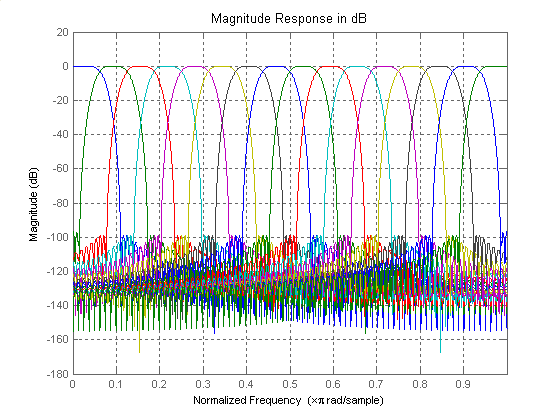 Magnitude Response in dB
20
0
-20
-40
-60
-80
-100
-120
-140
-160
-180
Magnitude (dB)
0 0.1 0.2 0.3 0.4 0.5 0.6 0.7 0.8 0.9
Normalized Frequency (×π rad/sample)